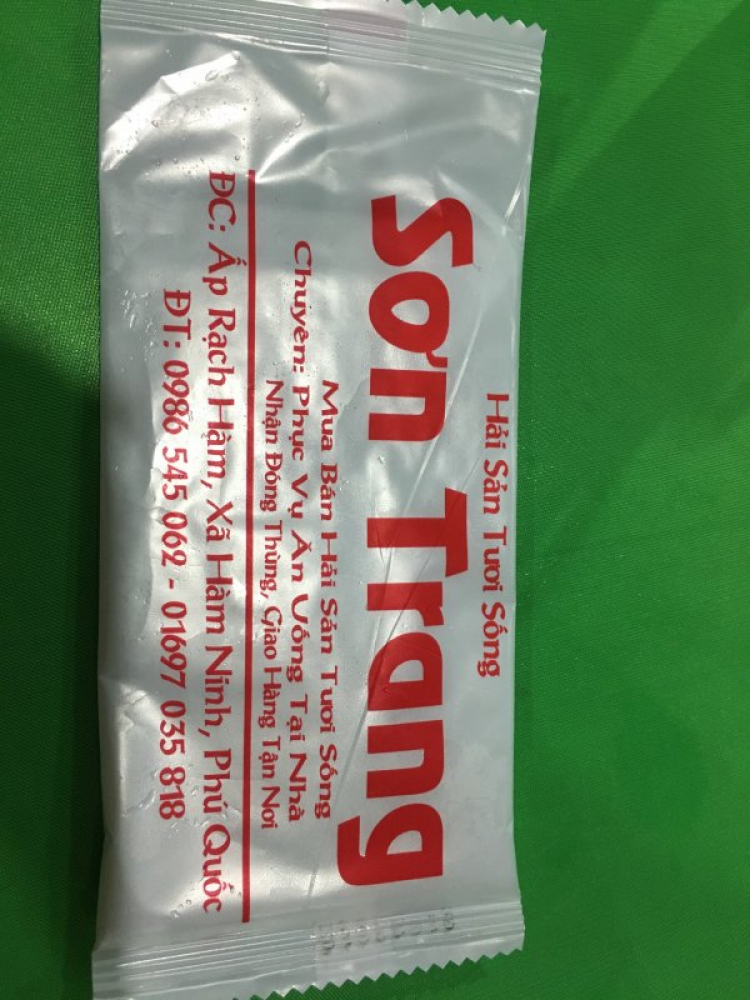 Hải Sản Tươi Sống
Sơn Trang
Mua Bán Hải Sản Tươi Sống
Chuyên: Phục Vụ Ăn Uống Tại Nhà
Nhận Đóng Thùng, Giao Hàng Tận Nơi
ĐC: Ấp Rạch Hàm, Xã Hàm Ninh, Phú Quốc
ĐT: 0986 545 062 - 01697 035 818